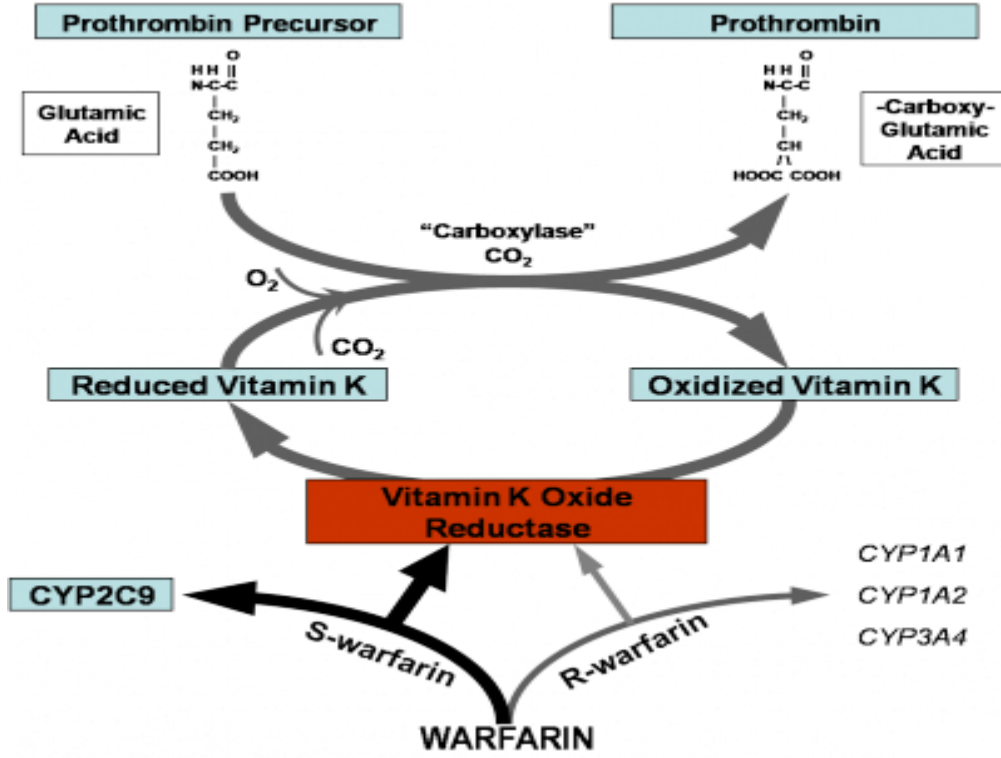 Prothrombin Precursor
Prothrombin
Glutamic
Acid
H H O
N-C-C
CH₂
CH₂
COOH
O
H H
N-C-C
CH₂
CH
HOOC COOH
-Carboxy-
Glutamic
Acid
“Carboxylase”
CO₂
O₂
CO₂
Reduced Vitamin K
Oxidized Vitamin K
Vitamin K Oxide
Reductase
CYP2C9
S-warfarin
R-warfarin
CYP1A1
CYP1A2
CYP3A4
WARFARIN